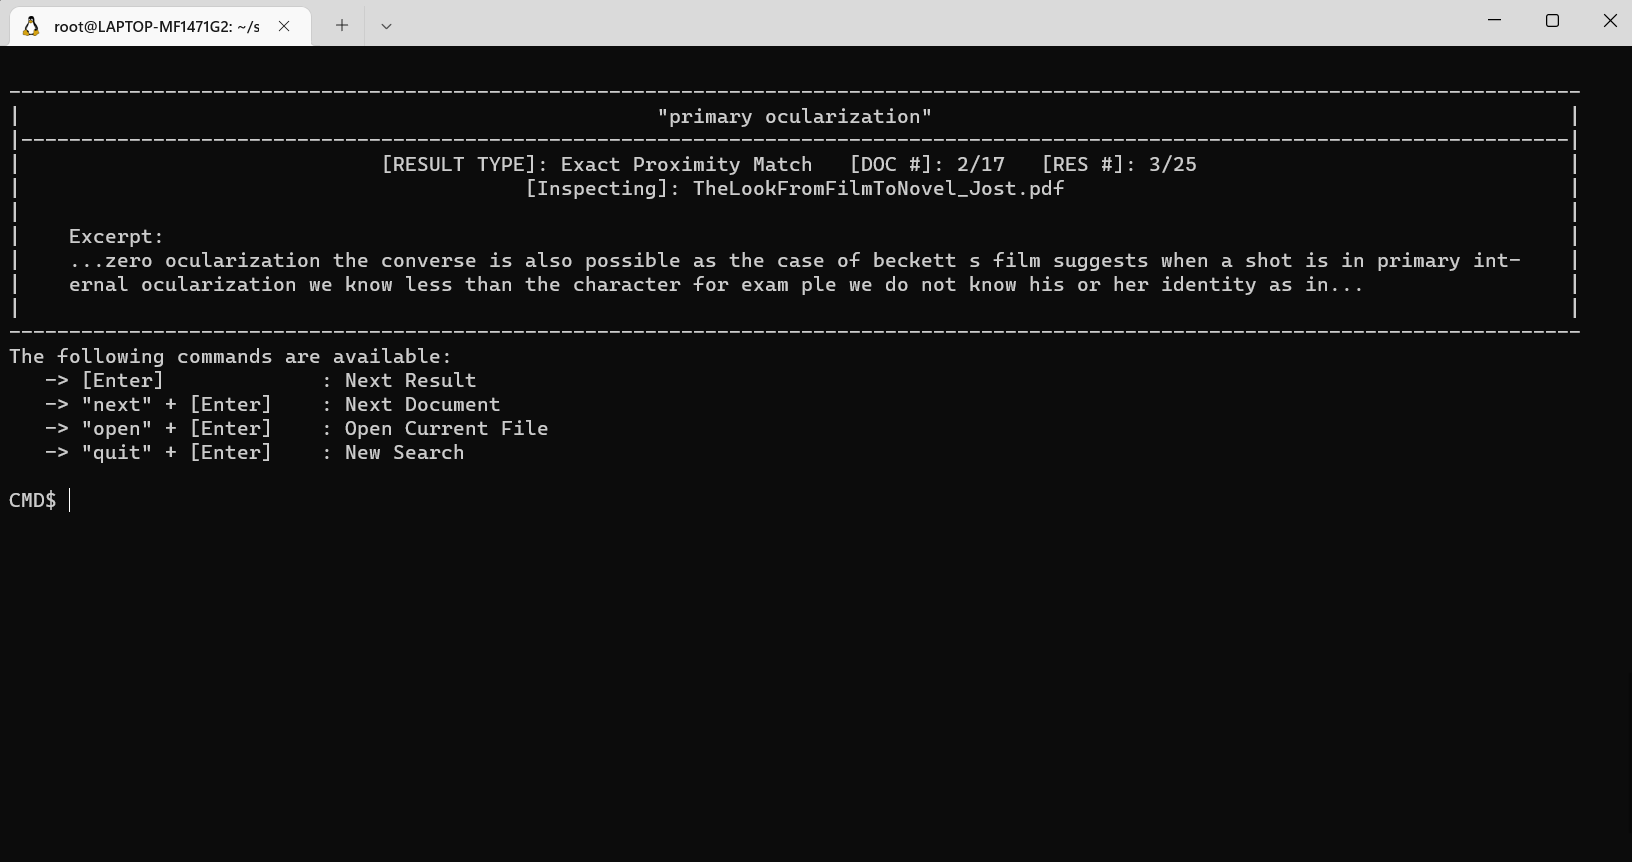 root@LAPTOP-MF1471G2: ~/s
"primary ocularization"
[RESULT TYPE]: Exact Proximity Match   [DOC #]: 2/17   [RES #]: 3/25
[Inspecting]: TheLookFromFilmToNovel_Jost.pdf
Excerpt:
...zero ocularization the converse is also possible as the case of beckett s film suggests when a shot is in primary int-
ernal ocularization we know less than the character for exam ple we do not know his or her identity as in...
The following commands are available:
-> [Enter]             : Next Result
-> "next" + [Enter]    : Next Document
-> "open" + [Enter]    : Open Current File
-> "quit" + [Enter]    : New Search
CMD$